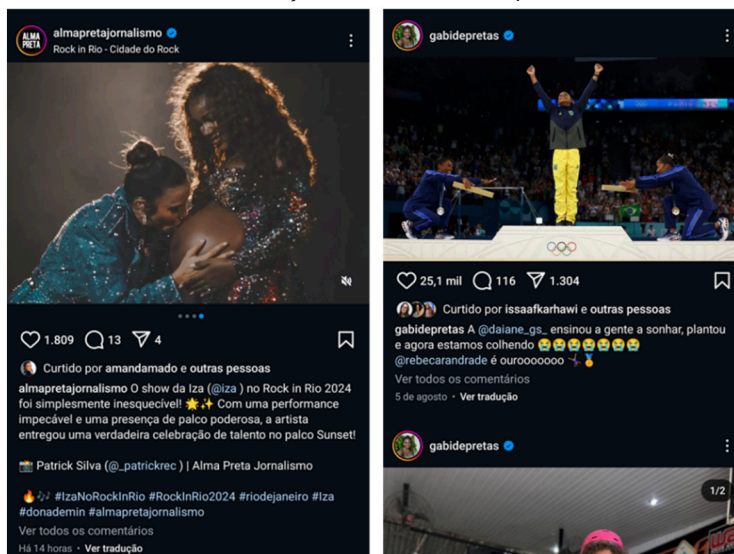 ALMA
PRETA
almapretajornalismo
Rock in Rio - Cidade do Rock
1.809 13 4
Curtido por amandamado e outras pessoas
almapretajornalismo O show da Iza (@iza ) no Rock in Rio 2024
foi simplesmente inesquecível! 🌟✨ Com uma performance
impecável e uma presença de palco poderosa, a artista
entregou uma verdadeira celebração de talento no palco Sunset!
📸 Patrick Silva (@_patrickrec ) | Alma Preta Jornalismo
🔥🎶 #IzaNoRockInRio #RockInRio2024 #riodejaneiro #Iza
#donademin #almapretajornalismo
Ver todos os comentários
Há 14 horas • Ver tradução
gabidepretas
25,1 mil 116 1.304
Curtido por issaafkarhawi e outras pessoas
gabidepretas A @daiane_gs_ ensinou a gente a sonhar, plantou
e agora estamos colhendo 😭😭😭😭😭😭😭
@rebecarandrade é ourooooooo 🤸🏾‍♀️🥇
Ver todos os comentários
5 de agosto • Ver tradução
gabidepretas
1/2